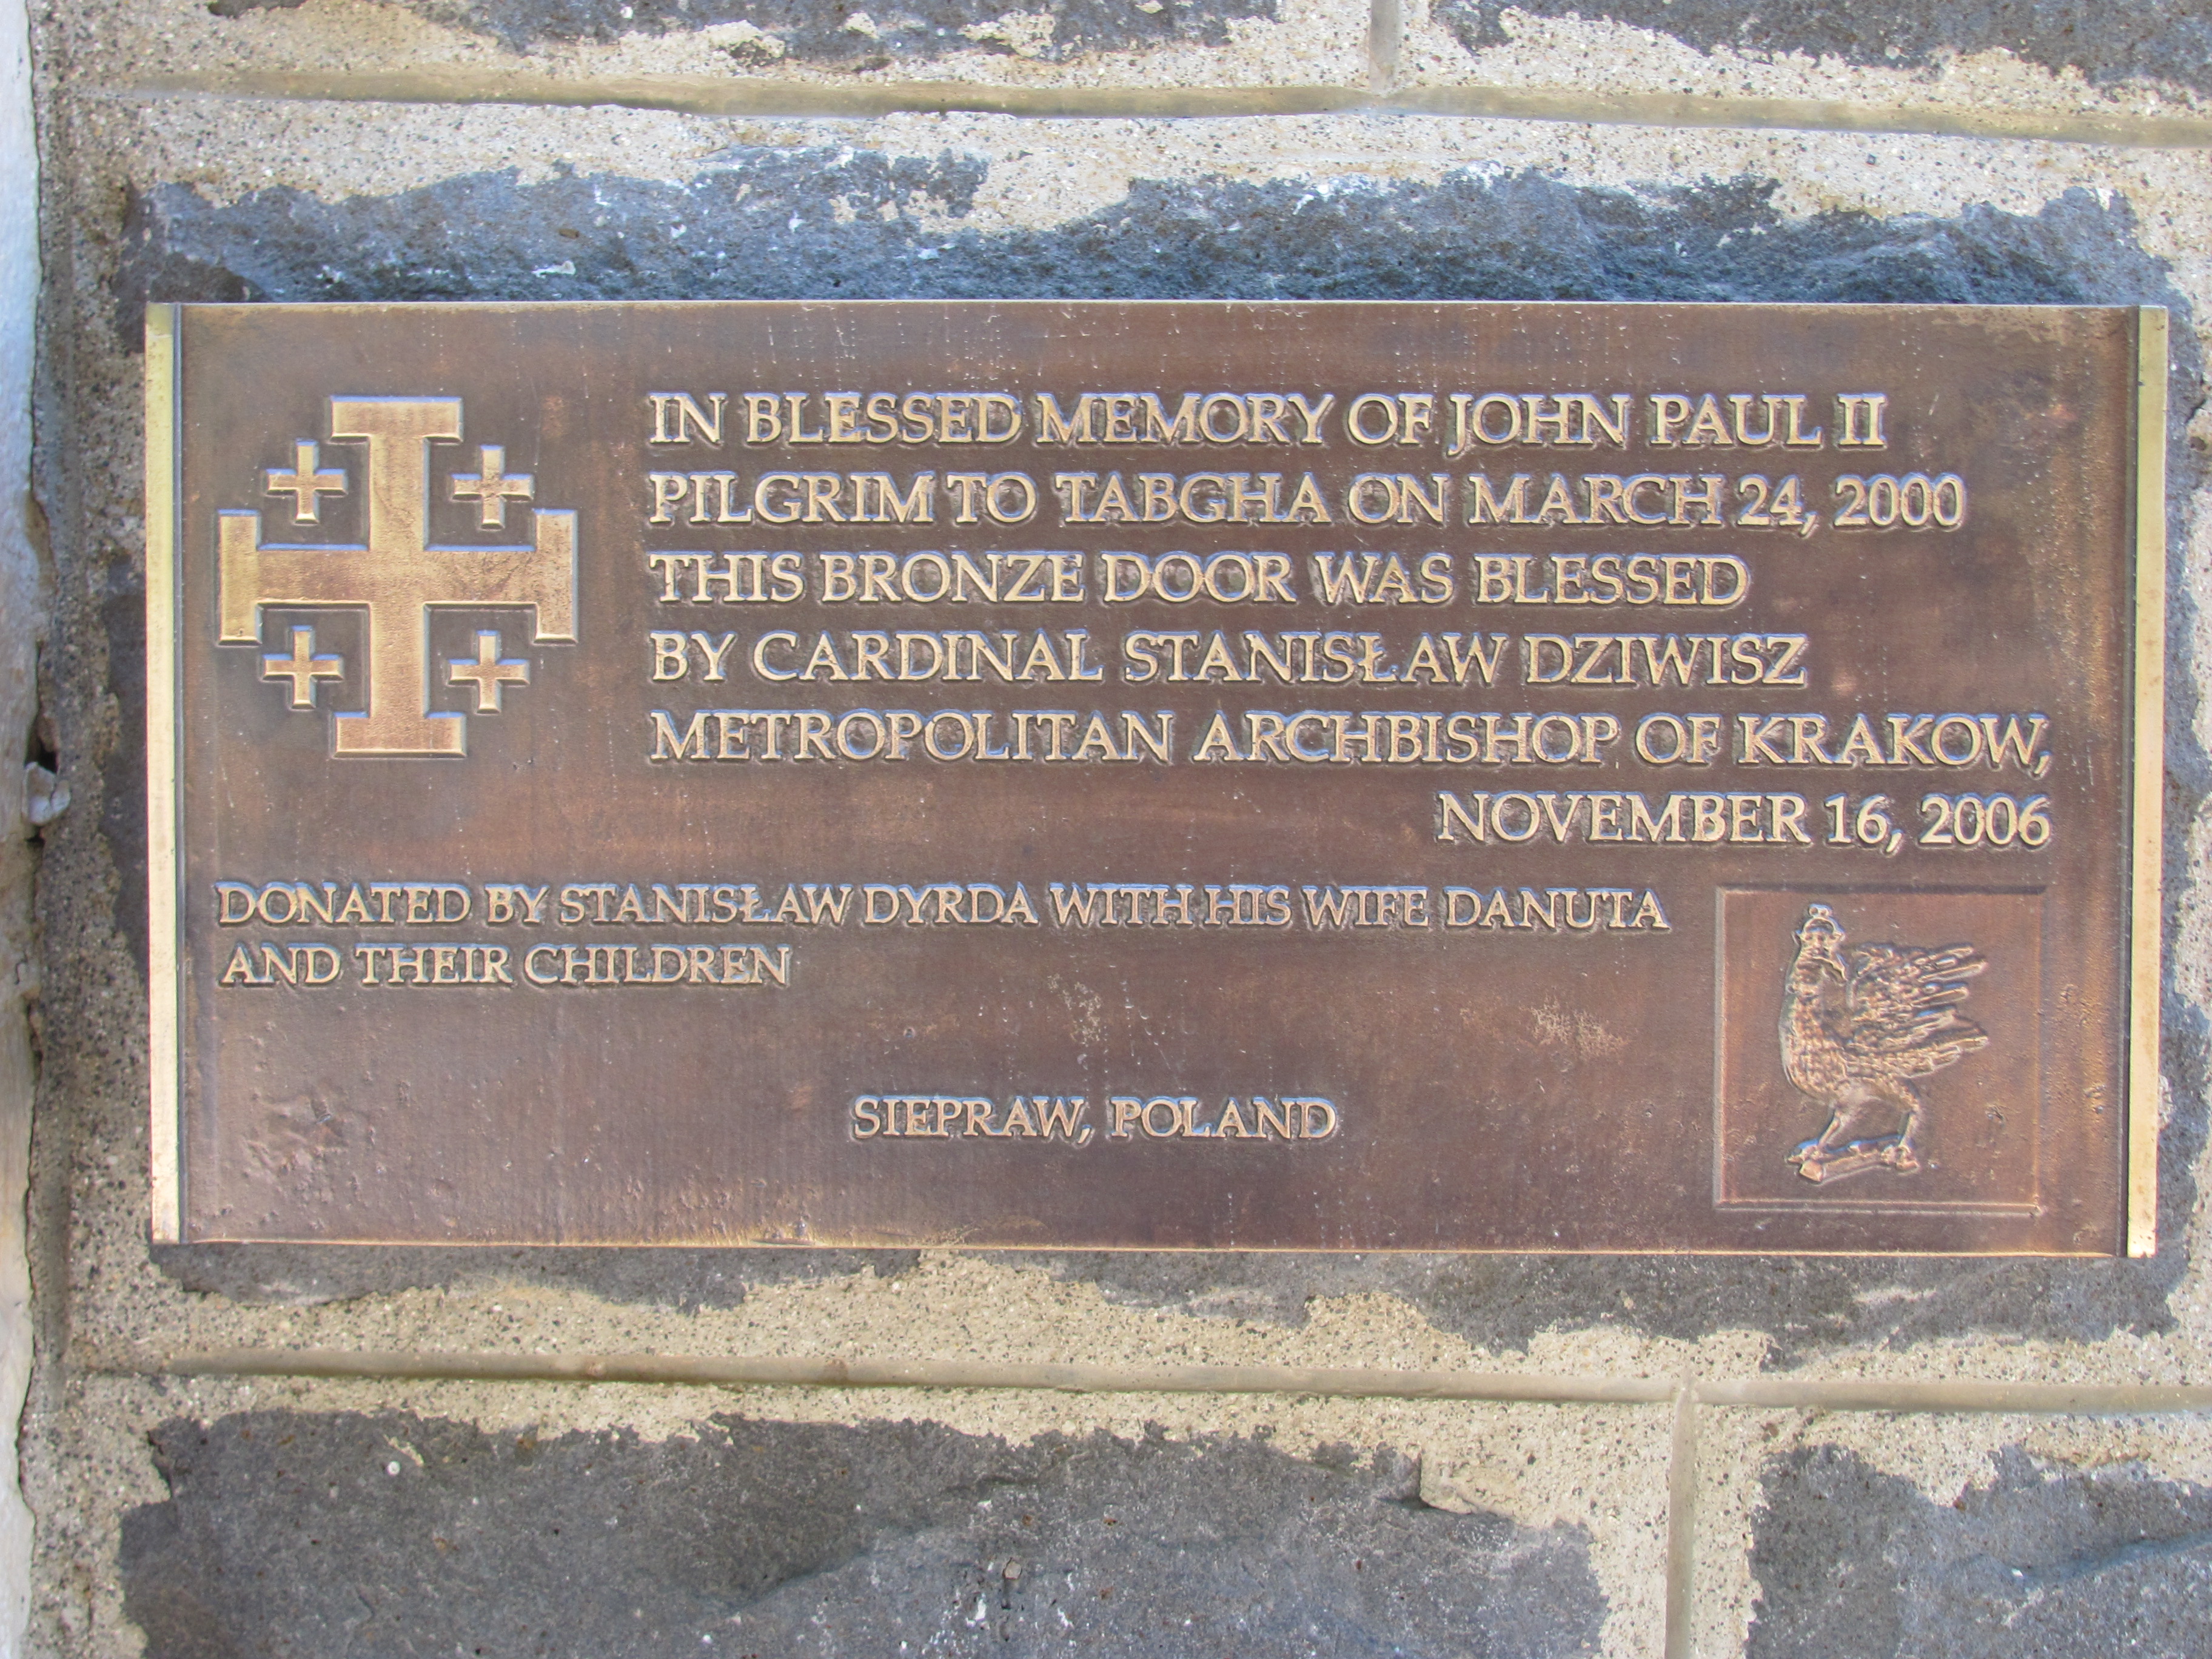 IN BLESSED MEMORY OF JOHN PAUL II
PILGRIM TO TABGHA ON MARCH 24, 2000
THIS BRONZE DOOR WAS BLESSED
BY CARDINAL STANISŁAW DZIWISZ
METROPOLITAN ARCHBISHOP OF KRAKOW,
NOVEMBER 16, 2006
DONATED BY STANISŁAW DYRDA WITH HIS WIFE DANUTA
AND THEIR CHILDREN
SIEPRAW, POLAND